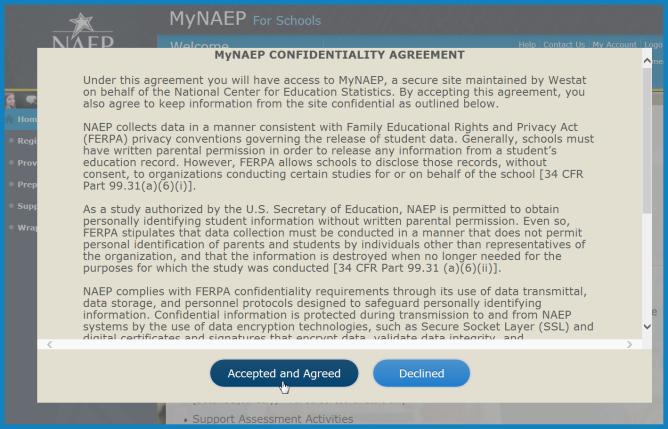 MyNAEP For Schools
NAEP
Welcome
Help Contact Us My Account Logo
MyNAEP CONFIDENTIALITY AGREEMENT
Under this agreement you will have access to MyNAEP, a secure site maintained by Westat
on behalf of the National Center for Education Statistics. By accepting this agreement, you
also agree to keep information from the site confidential as outlined below.
NAEP collects data in a manner consistent with Family Educational Rights and Privacy Act
(FERPA) privacy conventions governing the release of student data. Generally, schools must
have written parental permission in order to release any information from a student's
education record. However, FERPA allows schools to disclose those records, without
consent, to organizations conducting certain studies for or on behalf of the school [34 CFR
Part 99.31(a)(6)(i)].
As a study authorized by the U.S. Secretary of Education, NAEP is permitted to obtain
personally identifying student information without written parental permission. Even so,
FERPA stipulates that data collection must be conducted in a manner that does not permit
personal identification of parents and students by individuals other than representatives of
the organization, and that the information is destroyed when no longer needed for the
purposes for which the study was conducted [34 CFR Part 99.31 (a)(6)(ii)].
NAEP complies with FERPA confidentiality requirements through its use of data transmittal,
data storage, and personnel protocols designed to safeguard personally identifying
information. Confidential information is protected during transmission to and from NAEP
systems by the use of data encryption technologies, such as Secure Socket Layer (SSL) and
digital certificates and signatures that encrypt data, validate data integrity, and
Hom
Regi
Prov
Prep
Supp
Wrap
Accepted and Agreed
Declined
• Support Assessment Activities